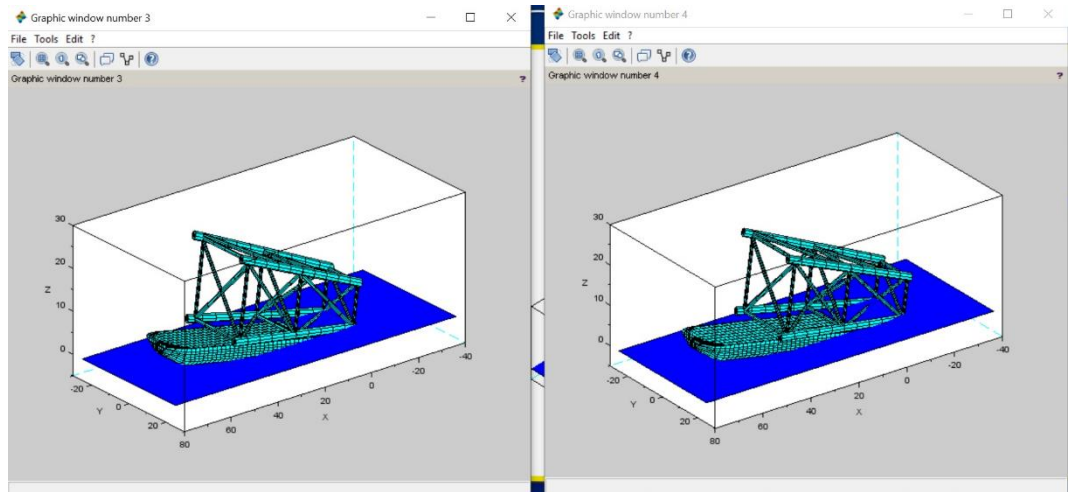 Graphic window number 3
File Tools Edit ?
Graphic window number 3 ?
30
20
10
0
Z
-20
0
20
Y
80
60
40
20
0
-20
-40
X
Graphic window number 4
File Tools Edit ?
Graphic window number 4 ?
30
20
10
0
Z
-20
0
20
Y
80
60
40
20
0
-20
-40
X